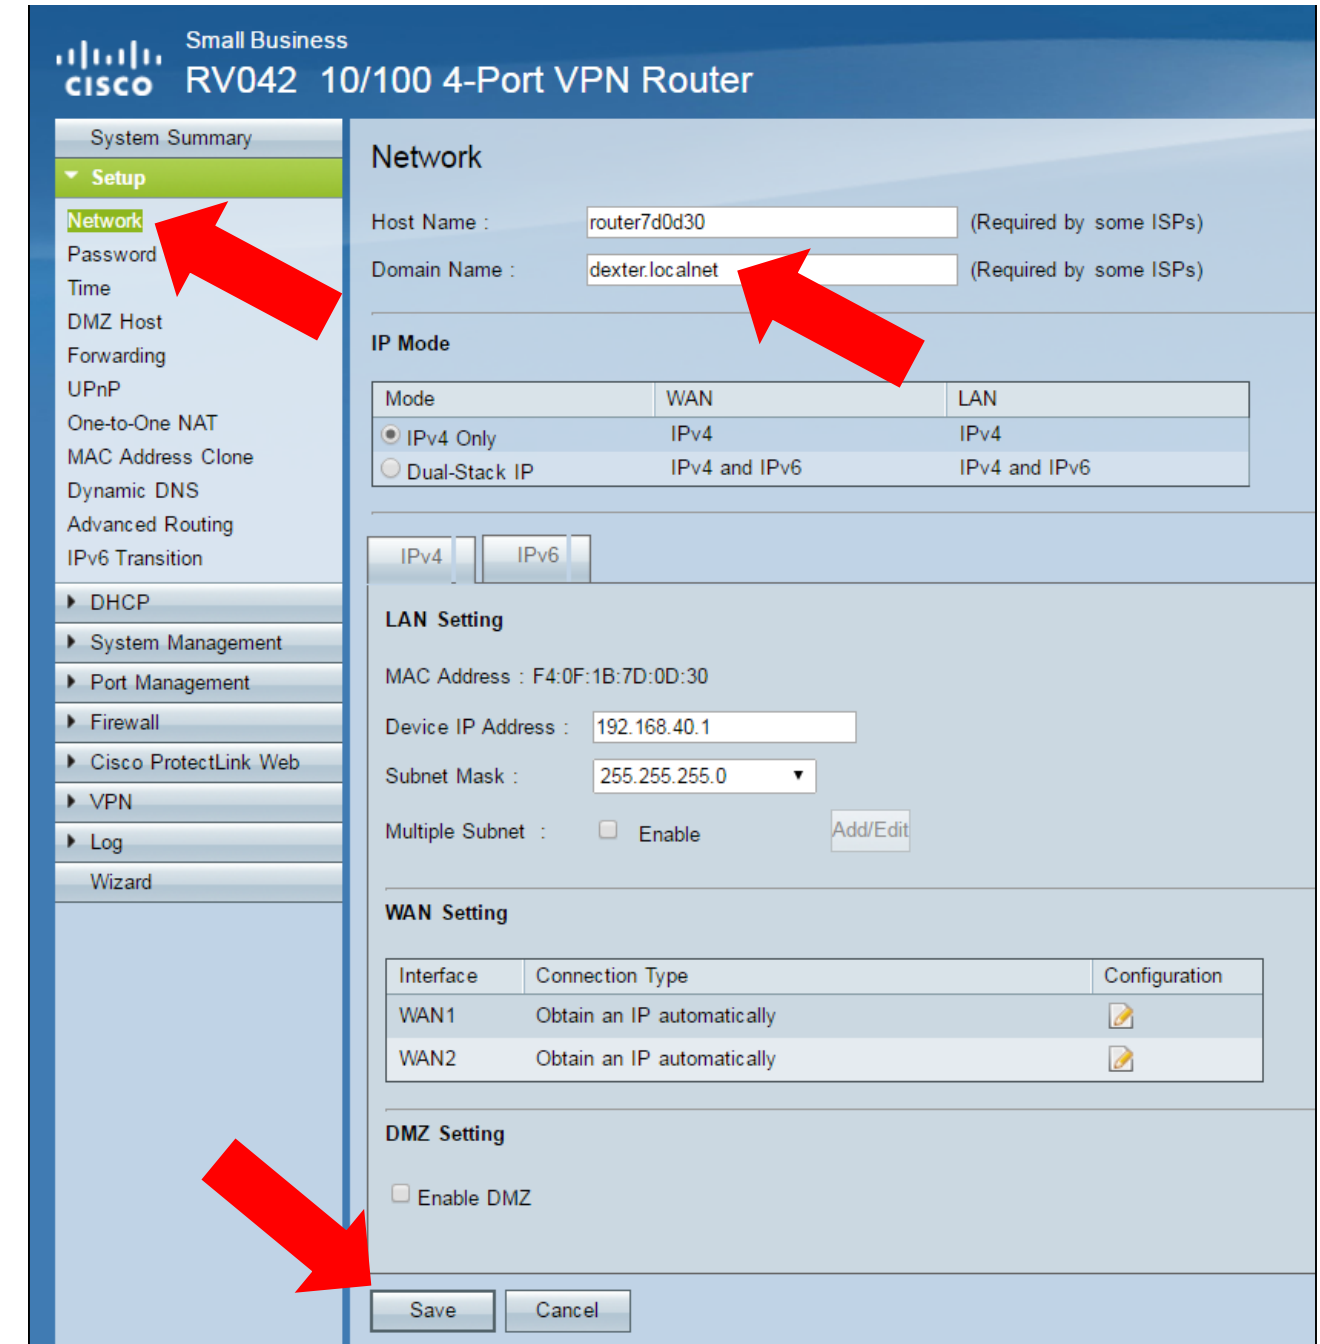 Small Business
CISCO RV042 10/100 4-Port VPN Router
System Summary
Setup
Network
Password
Time
DMZ Host
Forwarding
UPnP
One-to-One NAT
MAC Address Clone
Dynamic DNS
Advanced Routing
IPv6 Transition
DHCP
System Management
Port Management
Firewall
Cisco ProtectLink Web
VPN
Log
Wizard
Network
Host Name : router7d0d30 (Required by some ISPs)
Domain Name : dexter.localnet (Required by some ISPs)
IP Mode
Mode WAN LAN
IPv4 Only IPv4 IPv4
Dual-Stack IP IPv4 and IPv6 IPv4 and IPv6
IPv4 IPv6
LAN Setting
MAC Address : F4:0F:1B:7D:0D:30
Device IP Address : 192.168.40.1
Subnet Mask : 255.255.255.0
Multiple Subnet : Enable Add/Edit
WAN Setting
Interface Connection Type Configuration
WAN1 Obtain an IP automatically
WAN2 Obtain an IP automatically
DMZ Setting
Enable DMZ
Save Cancel